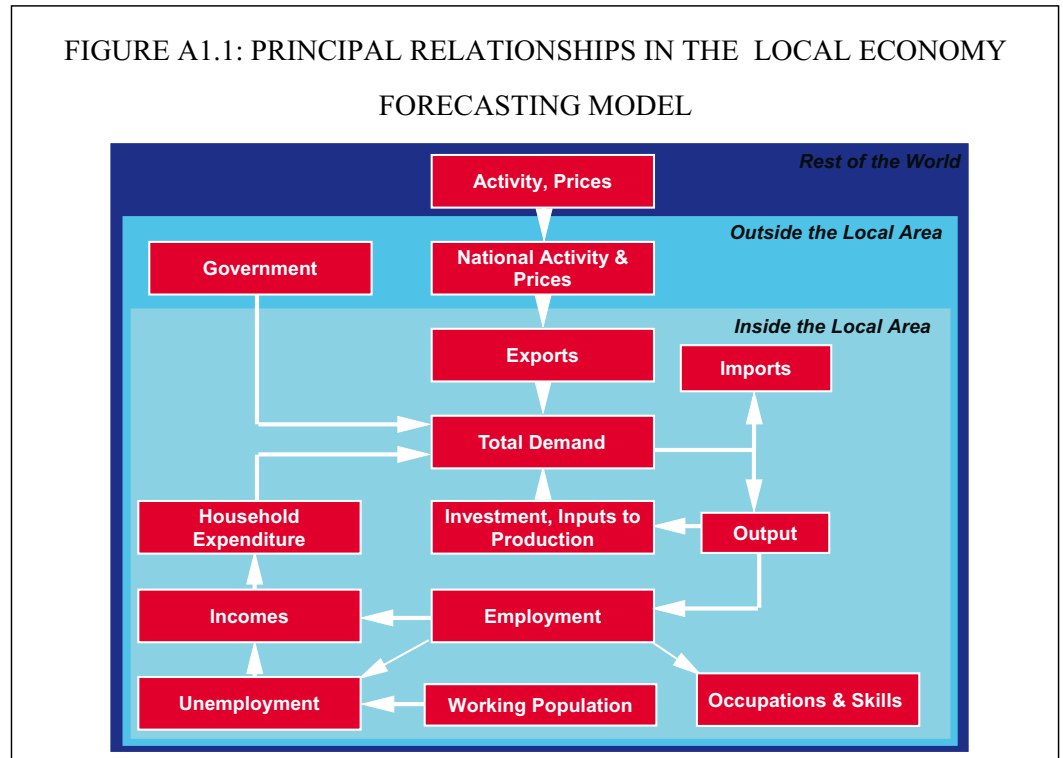 FIGURE A1.1: PRINCIPAL RELATIONSHIPS IN THE LOCAL ECONOMY
FORECASTING MODEL
Rest of the World
Activity, Prices
Outside the Local Area
Government
National Activity &
Prices
Inside the Local Area
Exports
Imports
Total Demand
Household
Expenditure
Investment, Inputs to
Production
Output
Incomes
Employment
Unemployment
Working Population
Occupations & Skills